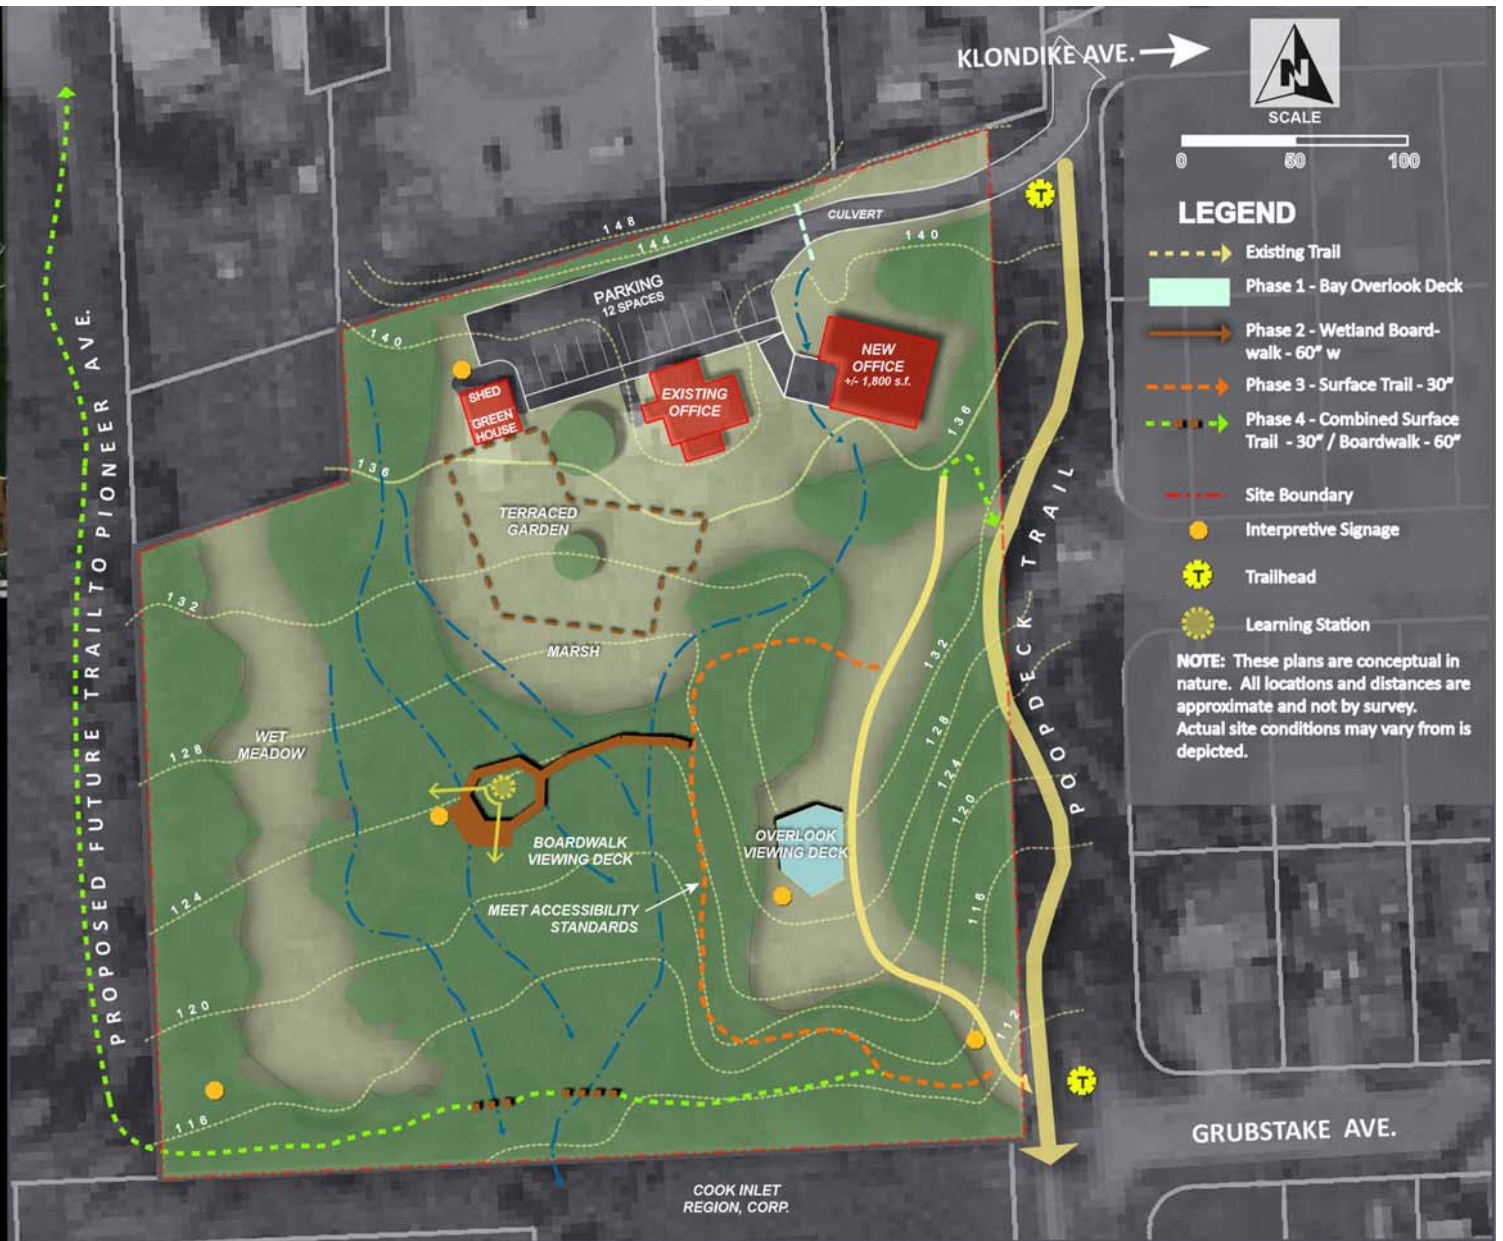 KLONDIKE AVE.
N
SCALE
0 50 100
LEGEND
Existing Trail
Phase 1 - Bay Overlook Deck
Phase 2 - Wetland Board-
walk - 60" w
Phase 3 - Surface Trail - 30"
Phase 4 - Combined Surface
Trail - 30" / Boardwalk - 60"
Site Boundary
Interpretive Signage
T
Trailhead
Learning Station
NOTE: These plans are conceptual in
nature. All locations and distances are
approximate and not by survey.
Actual site conditions may vary from is
depicted.
T
CULVERT
148
144
140
PARKING
12 SPACES
140
NEW
OFFICE
+/- 1,800 s.f.
EXISTING
OFFICE
SHED
GREEN
HOUSE
136
136
TERRACED
GARDEN
132
MARSH
132
WET
MEADOW
128
128
124
120
116
112
BOARDWALK
VIEWING DECK
OVERLOOK
VIEWING DECK
MEET ACCESSIBILITY
STANDARDS
124
120
116
POOPDECK TRAIL
PROPOSED FUTURE TRAIL TO PIONEER AVE.
T
GRUBSTAKE AVE.
COOK INLET
REGION, CORP.